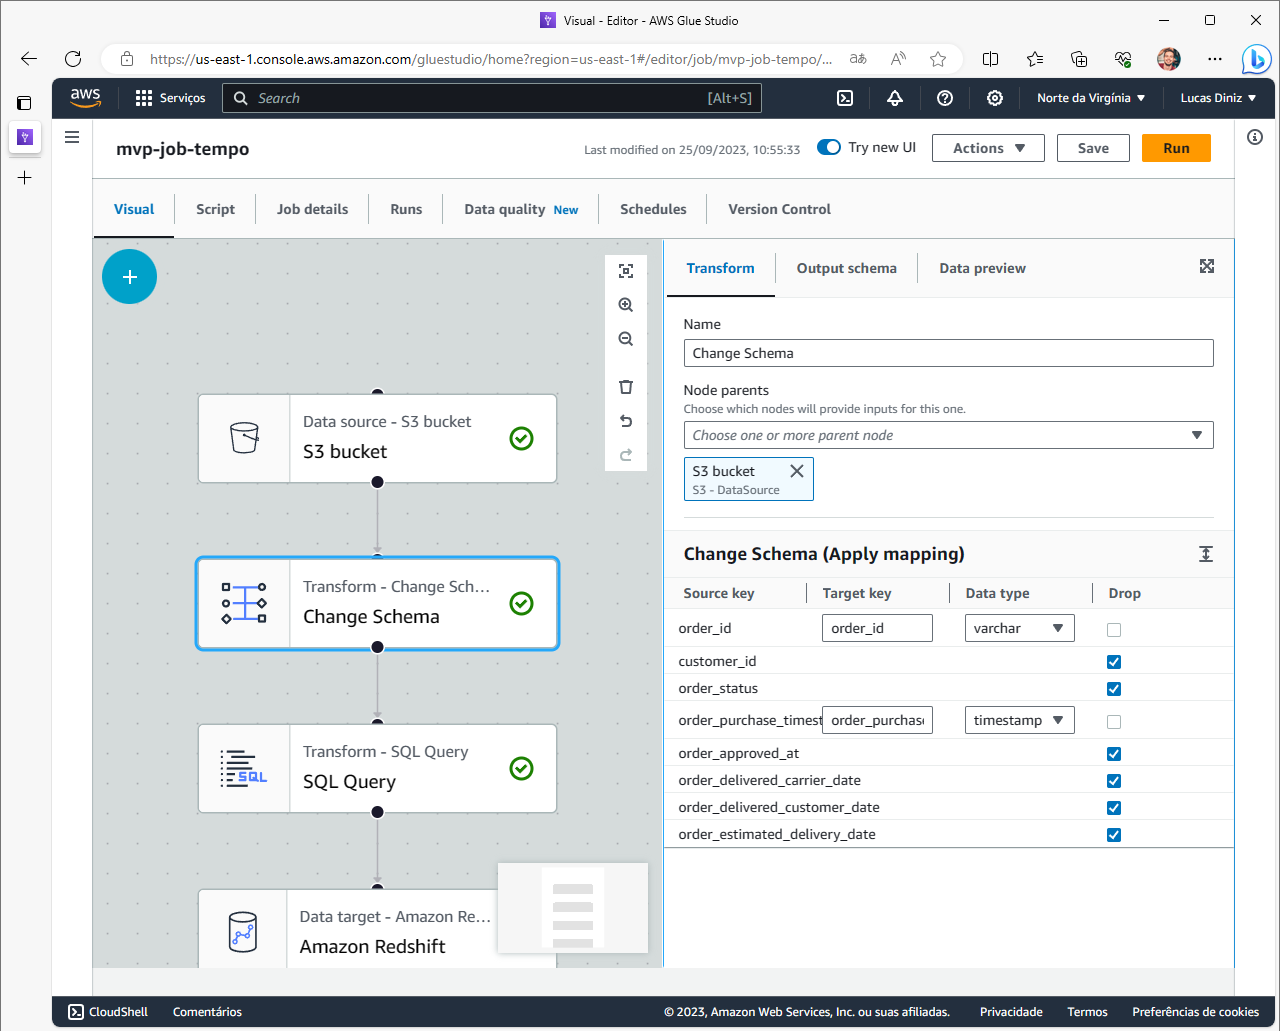 Visual - Editor - AWS Glue Studio
https://us-east-1.console.aws.amazon.com/gluestudio/home?region=us-east-1#/editor/job/mvp-job-tempo/...
aws
Serviços
Search
[Alt+S]
Norte da Virgínia
Lucas Diniz
mvp-job-tempo
Last modified on 25/09/2023, 10:55:33
Try new UI
Actions
Save
Run
Visual
Script
Job details
Runs
Data quality New
Schedules
Version Control
Data source - S3 bucket
S3 bucket
Transform - Change Sch...
Change Schema
Transform - SQL Query
SQL
SQL Query
Data target - Amazon Re...
Amazon Redshift
Transform
Output schema
Data preview
Name
Change Schema
Node parents
Choose which nodes will provide inputs for this one.
Choose one or more parent node
S3 bucket
S3 - DataSource
Change Schema (Apply mapping)
Source key Target key Data type Drop
order_id order_id varchar
customer_id
order_status
order_purchase_timest order_purchase timestamp
order_approved_at
order_delivered_carrier_date
order_delivered_customer_date
order_estimated_delivery_date
CloudShell
Comentários
© 2023, Amazon Web Services, Inc. ou suas afiliadas.
Privacidade
Termos
Preferências de cookies